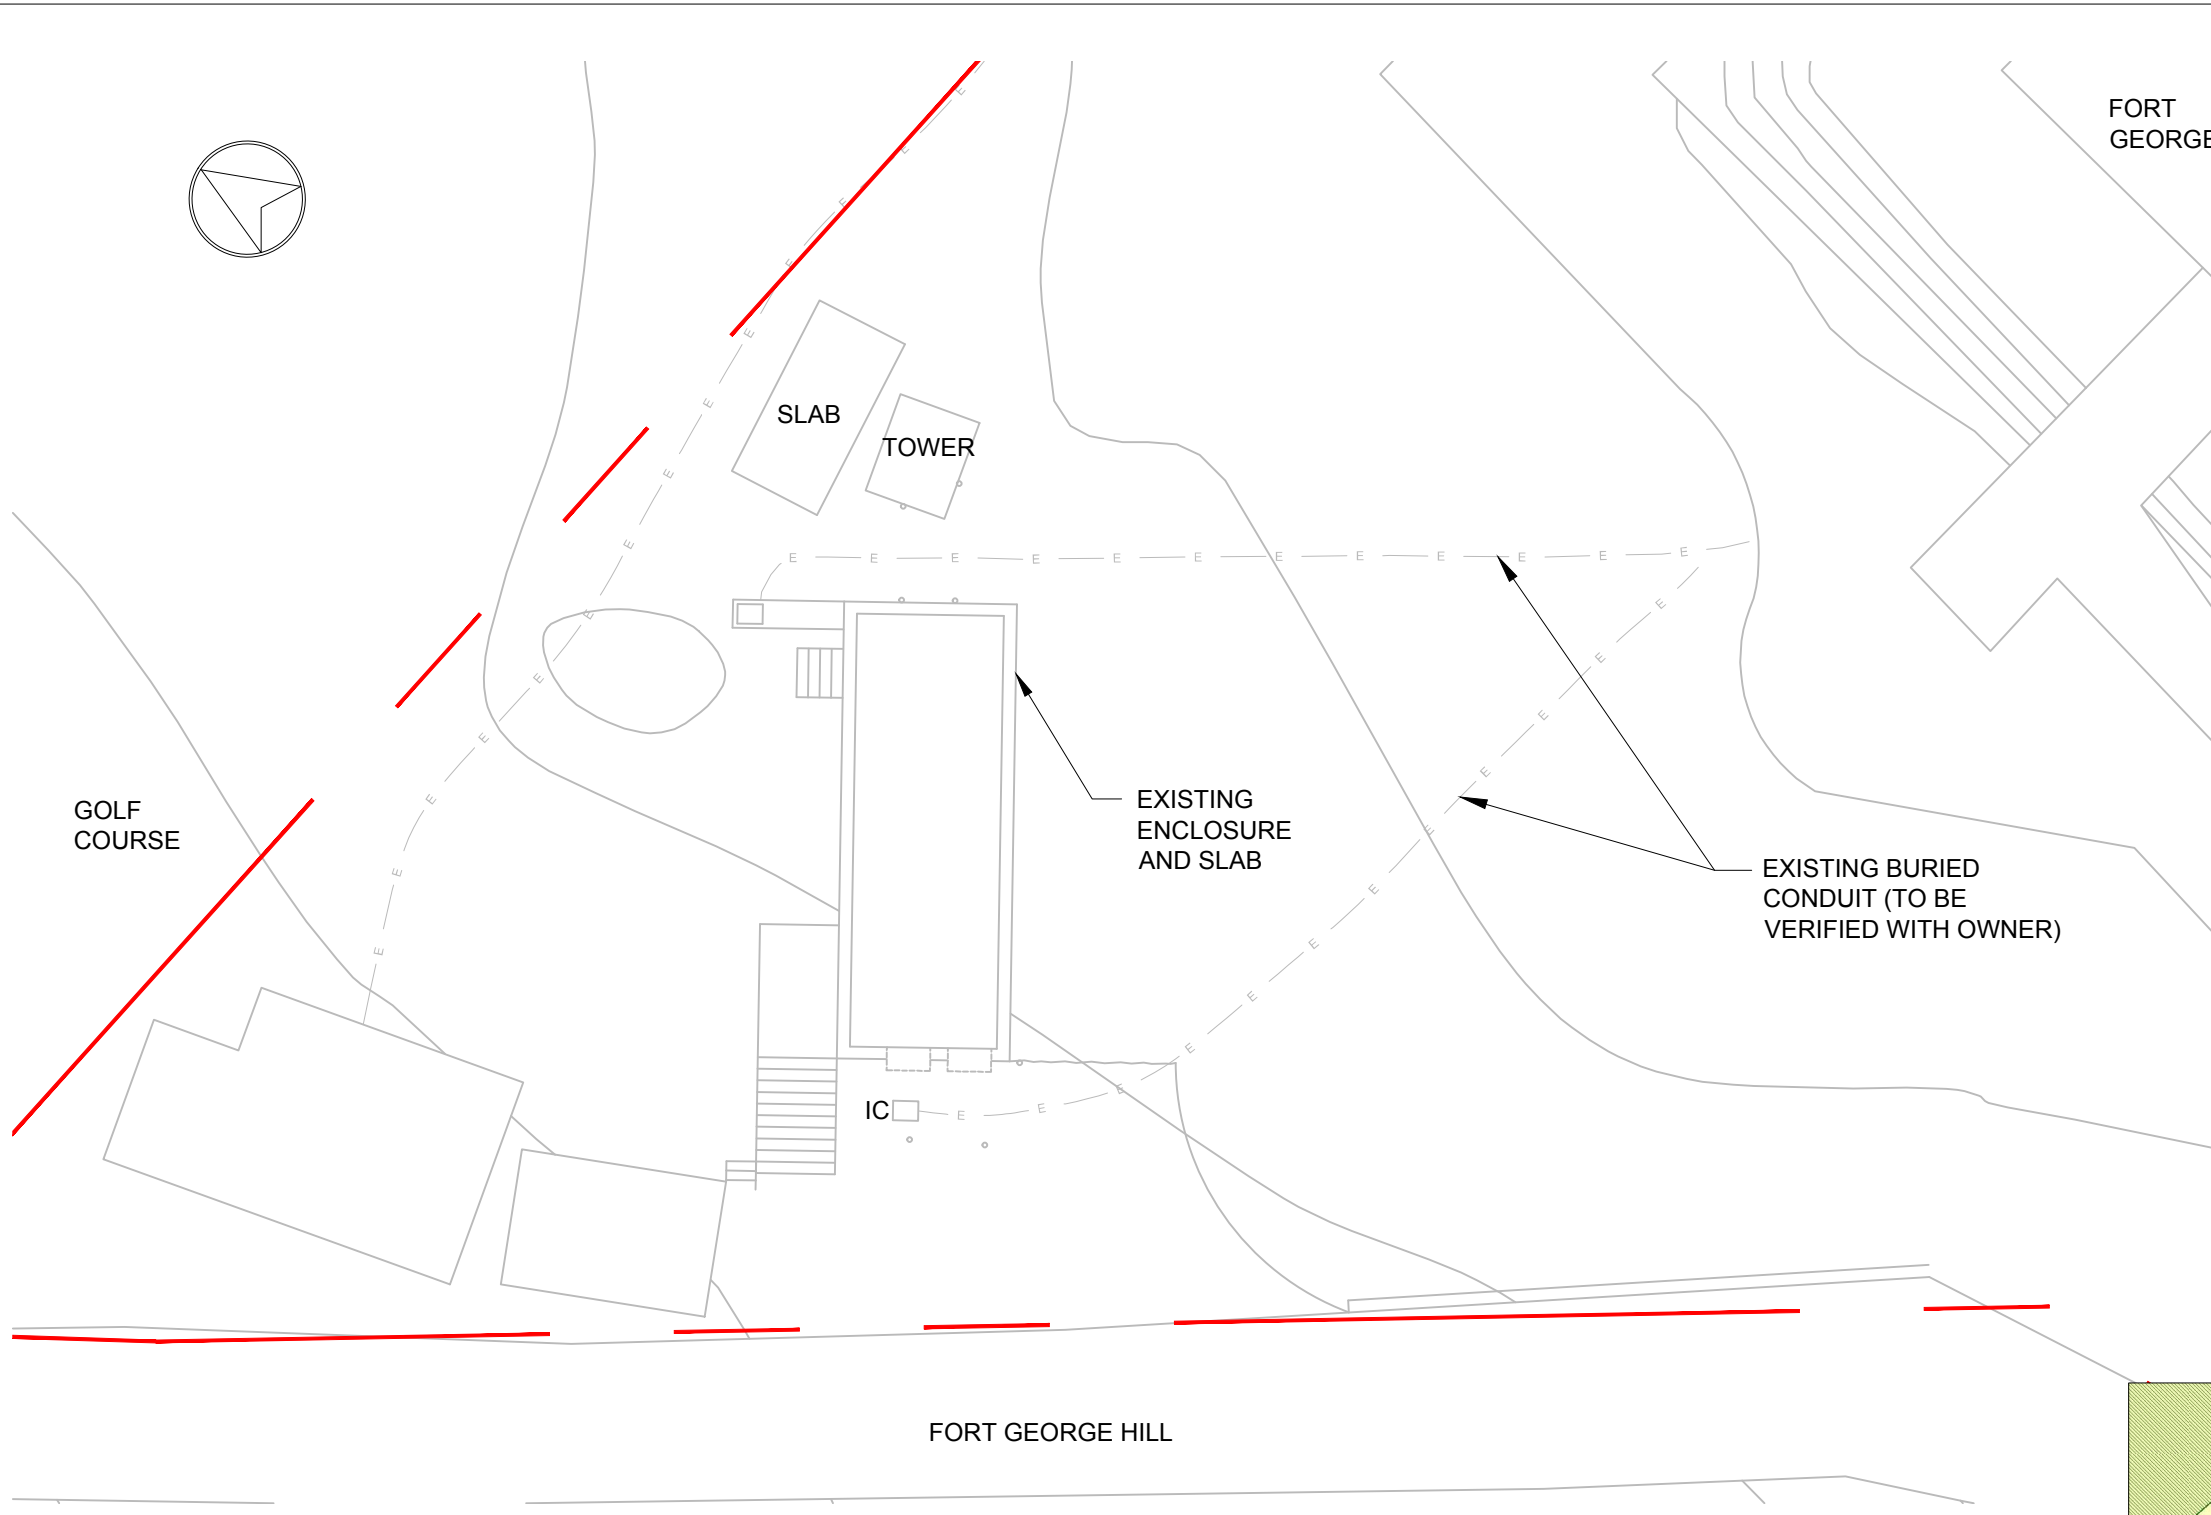 FORT
GEORGE
SLAB
TOWER
GOLF
COURSE
EXISTING
ENCLOSURE
AND SLAB
EXISTING BURIED
CONDUIT (TO BE
VERIFIED WITH OWNER)
IC
FORT GEORGE HILL